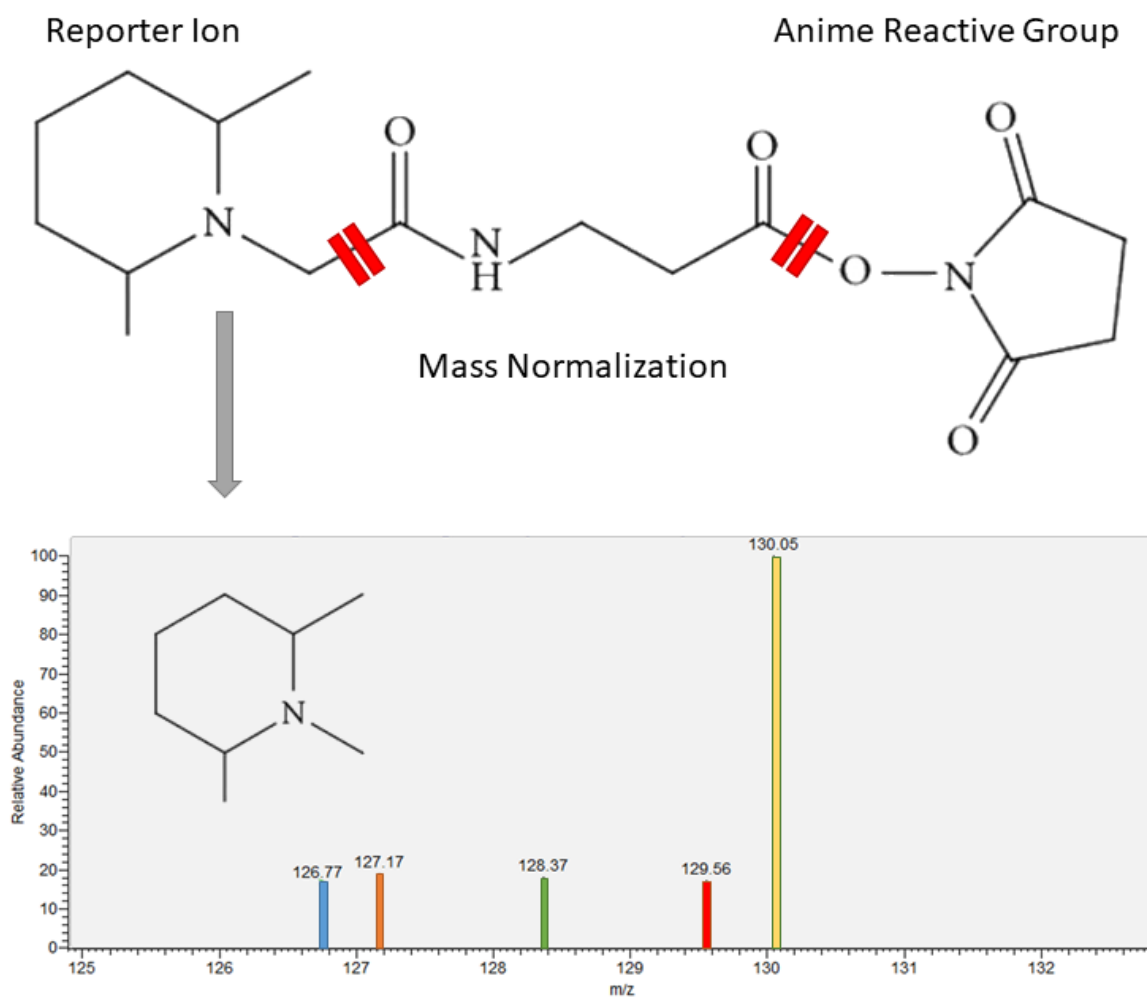 Reporter Ion
Anime Reactive Group
O
O
O
N
N
H
O
N
O
Mass Normalization
130.05
100
90
80
70
60
50
40
30
20
10
0
Relative Abundance
N
126.77
127.17
128.37
129.56
125
126
127
128
129
130
131
132
m/z